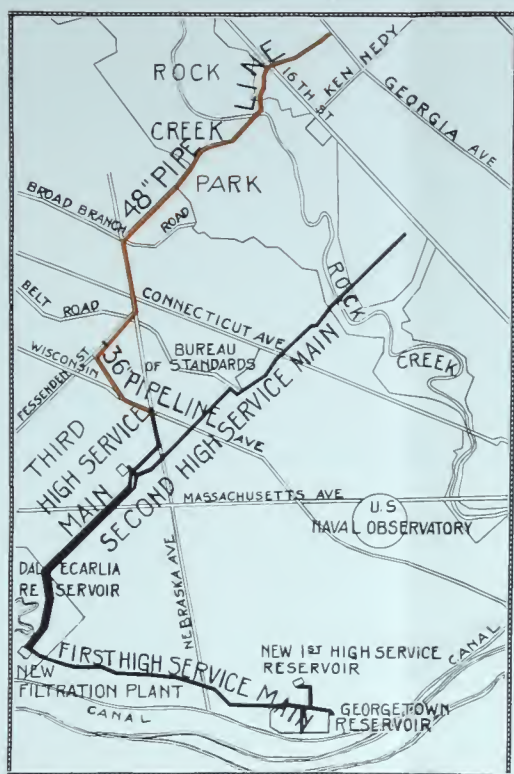 ROCK
CREEK
PARK
48" PIPE LINE
16TH ST
KENNEDY
GEORGIA AVE
BROAD BRANCH ROAD
BELT ROAD
CONNECTICUT AVE
ROCK
CREEK
BUREAU
OF STANDARDS
FESSENDEN ST.
WISCONSIN AVE
36" PIPELINE
THIRD
HIGH SERVICE
MAIN
SECOND HIGH SERVICE MAIN
MASSACHUSETTS AVE
U.S
NAVAL OBSERVATORY
DALECARLIA
RESERVOIR
NEBRASKA AVE
FIRST HIGH SERVICE MAIN
NEW 1ST HIGH SERVICE
RESERVOIR
CANAL
NEW
FILTRATION PLANT
CANAL
GEORGETOWN
RESERVOIR